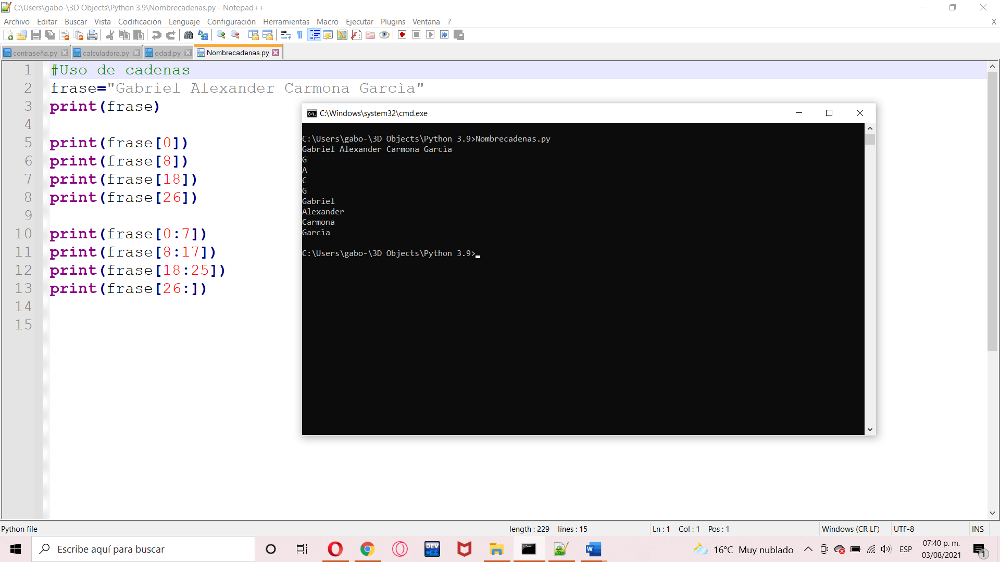 C:\Users\gabo-\3D Objects\Python 3.9\Nombrecadenas.py - Notepad++
Archivo Editar Buscar Vista Codificación Lenguaje Configuración Herramientas Macro Ejecutar Plugins Ventana ? X
contraseña.py calculadora.py edad.py Nombrecadenas.py
1 #Uso de cadenas
2 frase="Gabriel Alexander Carmona Garcìa"
3 print(frase)
4
5 print(frase[0])
6 print(frase[8])
7 print(frase[18])
8 print(frase[26])
9
10 print(frase[0:7])
11 print(frase[8:17])
12 print(frase[18:25])
13 print(frase[26:])
14
15
C:\Windows\system32\cmd.exe
C:\Users\gabo-\3D Objects\Python 3.9>Nombrecadenas.py
Gabriel Alexander Carmona Garcìa
G
A
C
G
Gabriel
Alexander
Carmona
Garcìa
C:\Users\gabo-\3D Objects\Python 3.9>
Python file length : 229 lines : 15 Ln : 1 Col : 1 Pos : 1 Windows (CR LF) UTF-8 INS
Escribe aquí para buscar
DEV C++
W
16°C Muy nublado
ESP
07:40 p. m.
03/08/2021
1